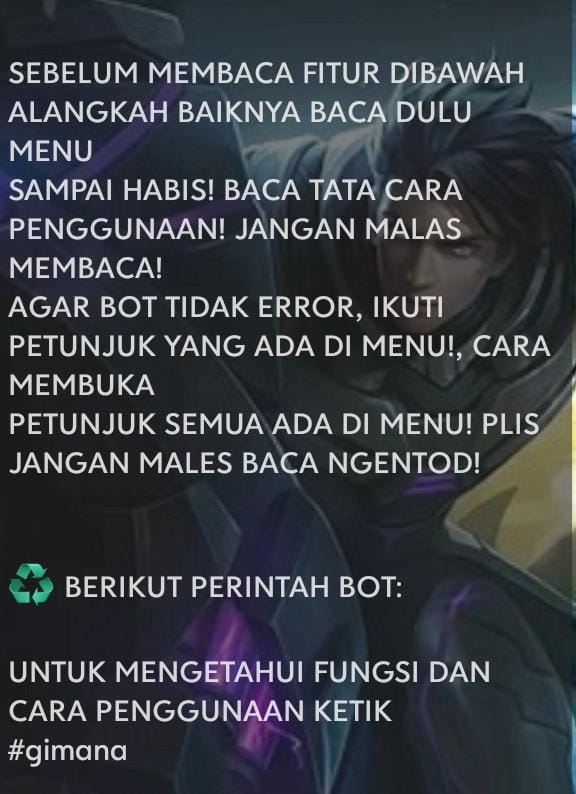 SEBELUM MEMBACA FITUR DIBAWAH
ALANGKAH BAIKNYA BACA DULU
MENU
SAMPAI HABIS! BACA TATA CARA
PENGGUNAAN! JANGAN MALAS
MEMBACA!
AGAR BOT TIDAK ERROR, IKUTI
PETUNJUK YANG ADA DI MENU!, CARA
MEMBUKA
PETUNJUK SEMUA ADA DI MENU! PLIS
JANGAN MALES BACA NGENTOD!
♻️ BERIKUT PERINTAH BOT:
UNTUK MENGETAHUI FUNGSI DAN
CARA PENGGUNAAN KETIK
#gimana